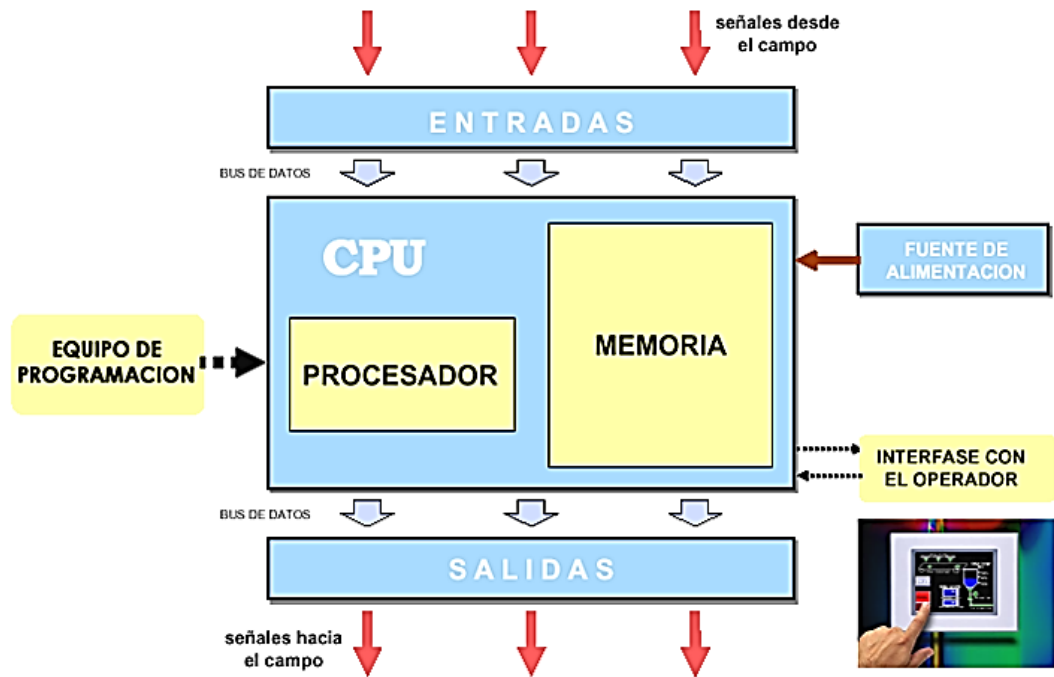 señales desde
el campo
ENTRADAS
BUS DE DATOS
CPU
PROCESADOR
MEMORIA
FUENTE DE
ALIMENTACION
EQUIPO DE
PROGRAMACION
INTERFASE CON
EL OPERADOR
BUS DE DATOS
SALIDAS
señales hacia
el campo